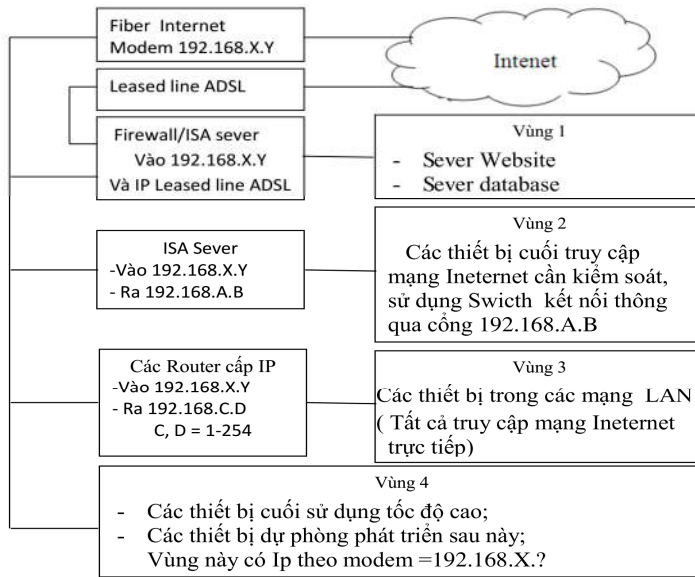 Fiber Internet
Modem 192.168.X.Y
Intenet
Leased line ADSL
Firewall/ISA sever
Vào 192.168.X.Y
Và IP Leased line ADSL
Vùng 1
- Sever Website
- Sever database
ISA Sever
-Vào 192.168.X.Y
- Ra 192.168.A.B
Vùng 2
Các thiết bị cuối truy cập
mạng Ineternet cần kiểm soát,
sử dụng Swicth kết nối thông
qua cổng 192.168.A.B
Các Router cấp IP
-Vào 192.168.X.Y
- Ra 192.168.C.D
C, D = 1-254
Vùng 3
Các thiết bị trong các mạng LAN
( Tất cả truy cập mạng Ineternet
trực tiếp)
Vùng 4
- Các thiết bị cuối sử dụng tốc độ cao;
- Các thiết bị dự phòng phát triển sau này;
Vùng này có Ip theo modem =192.168.X.?